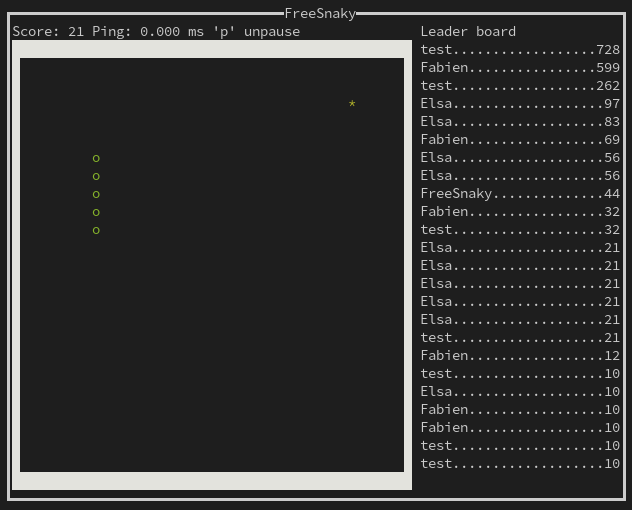 FreeSnaky
Score: 21 Ping: 0.000 ms 'p' unpause
*
o
o
o
o
o
Leader board
test..................728
Fabien................599
test..................262
Elsa...................97
Elsa...................83
Fabien.................69
Elsa...................56
Elsa...................56
FreeSnaky..............44
Fabien.................32
test...................32
Elsa...................21
Elsa...................21
Elsa...................21
Elsa...................21
Elsa...................21
test...................21
Fabien.................12
test...................10
Elsa...................10
Fabien.................10
Fabien.................10
test...................10
test...................10